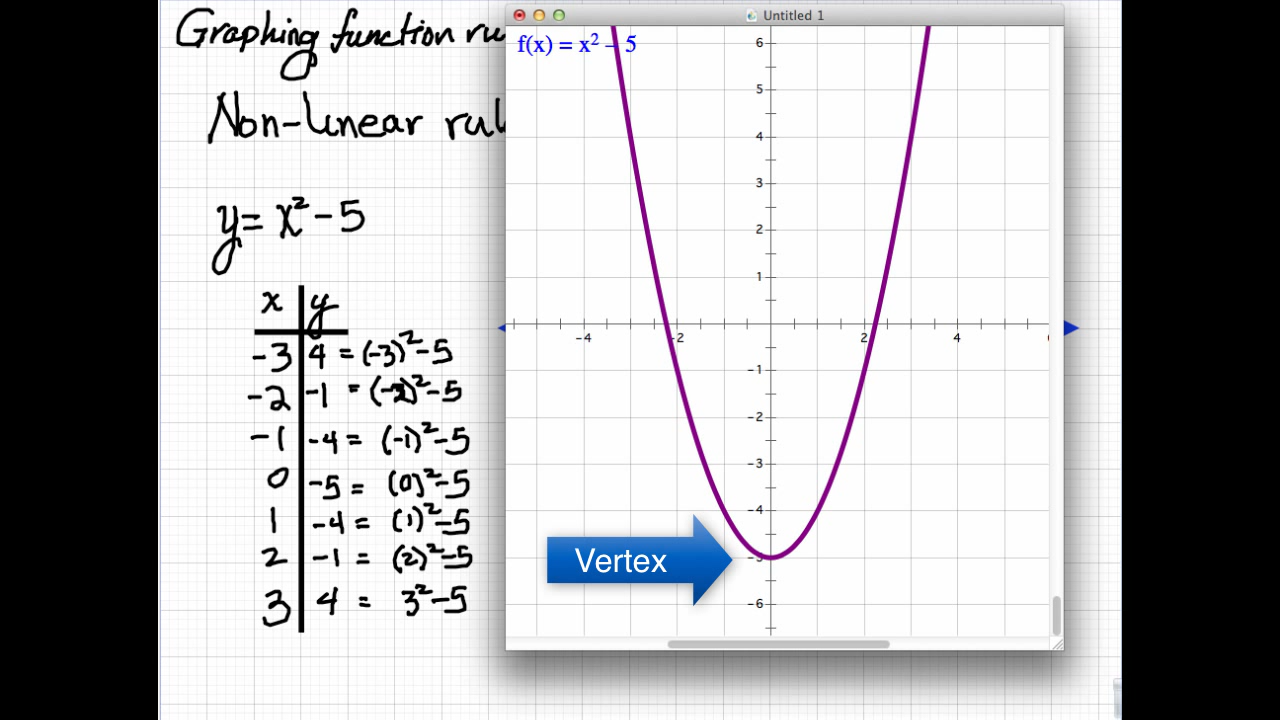 Graphing function ru
Non-linear rul
y = x² - 5
x y
-3 4 = (-3)² - 5
-2 -1 = (-2)² - 5
-1 -4 = (-1)² - 5
0 -5 = (0)² - 5
1 -4 = (1)² - 5
2 -1 = (2)² - 5
3 4 = 3² - 5
Untitled 1
f(x) = x² – 5
6
5
4
3
2
1
-4 -2 2 4
-1
-2
-3
-4
-5
-6
Vertex